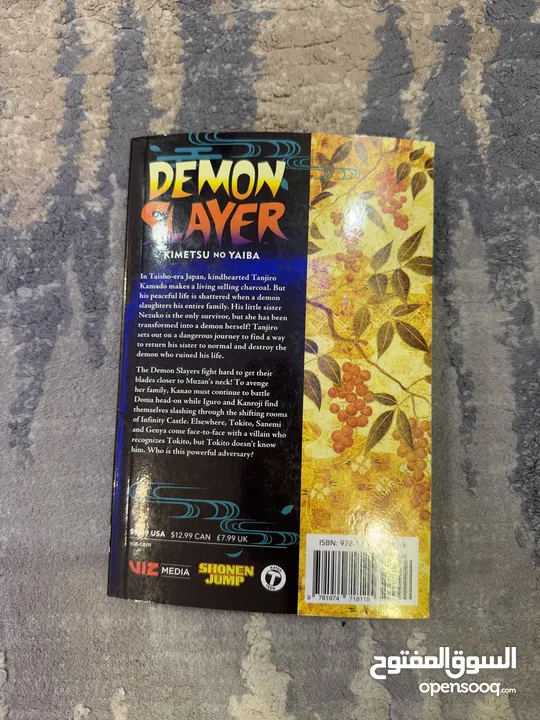 DEMON
SLAYER
KIMETSU NO YAIBA
In Taisho-era Japan, kindhearted Tanjiro
Kamado makes a living selling charcoal. But
his peaceful life is shattered when a demon
slaughters his entire family. His little sister
Nezuko is the only survivor, but she has been
transformed into a demon herself! Tanjiro
sets out on a dangerous journey to find a way
to return his sister to normal and destroy the
demon who ruined his life.
The Demon Slayers fight hard to get their
blades closer to Muzan's neck! To avenge
her family, Kanao must continue to battle
Doma head-on while Iguro and Kanroji find
themselves slashing through the shifting rooms
of Infinity Castle. Elsewhere, Tokito, Sanemi
and Genya come face-to-face with a villain who
recognizes Tokito, but Tokito doesn't know
him. Who is this powerful adversary?
USA $12.99 CAN £7.99 UK
VIZ MEDIA
SHONEN
JUMP
T
ISBN:
9 781974 718115
السوق المفتوح
opensooq.com